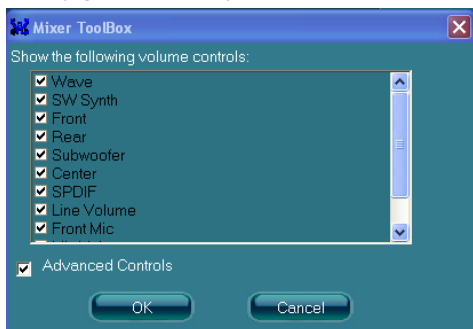 Mixer ToolBox
Show the following volume controls:
Wave
SW Synth
Front
Rear
Subwoofer
Center
SPDIF
Line Volume
Front Mic
Advanced Controls
OK
Cancel